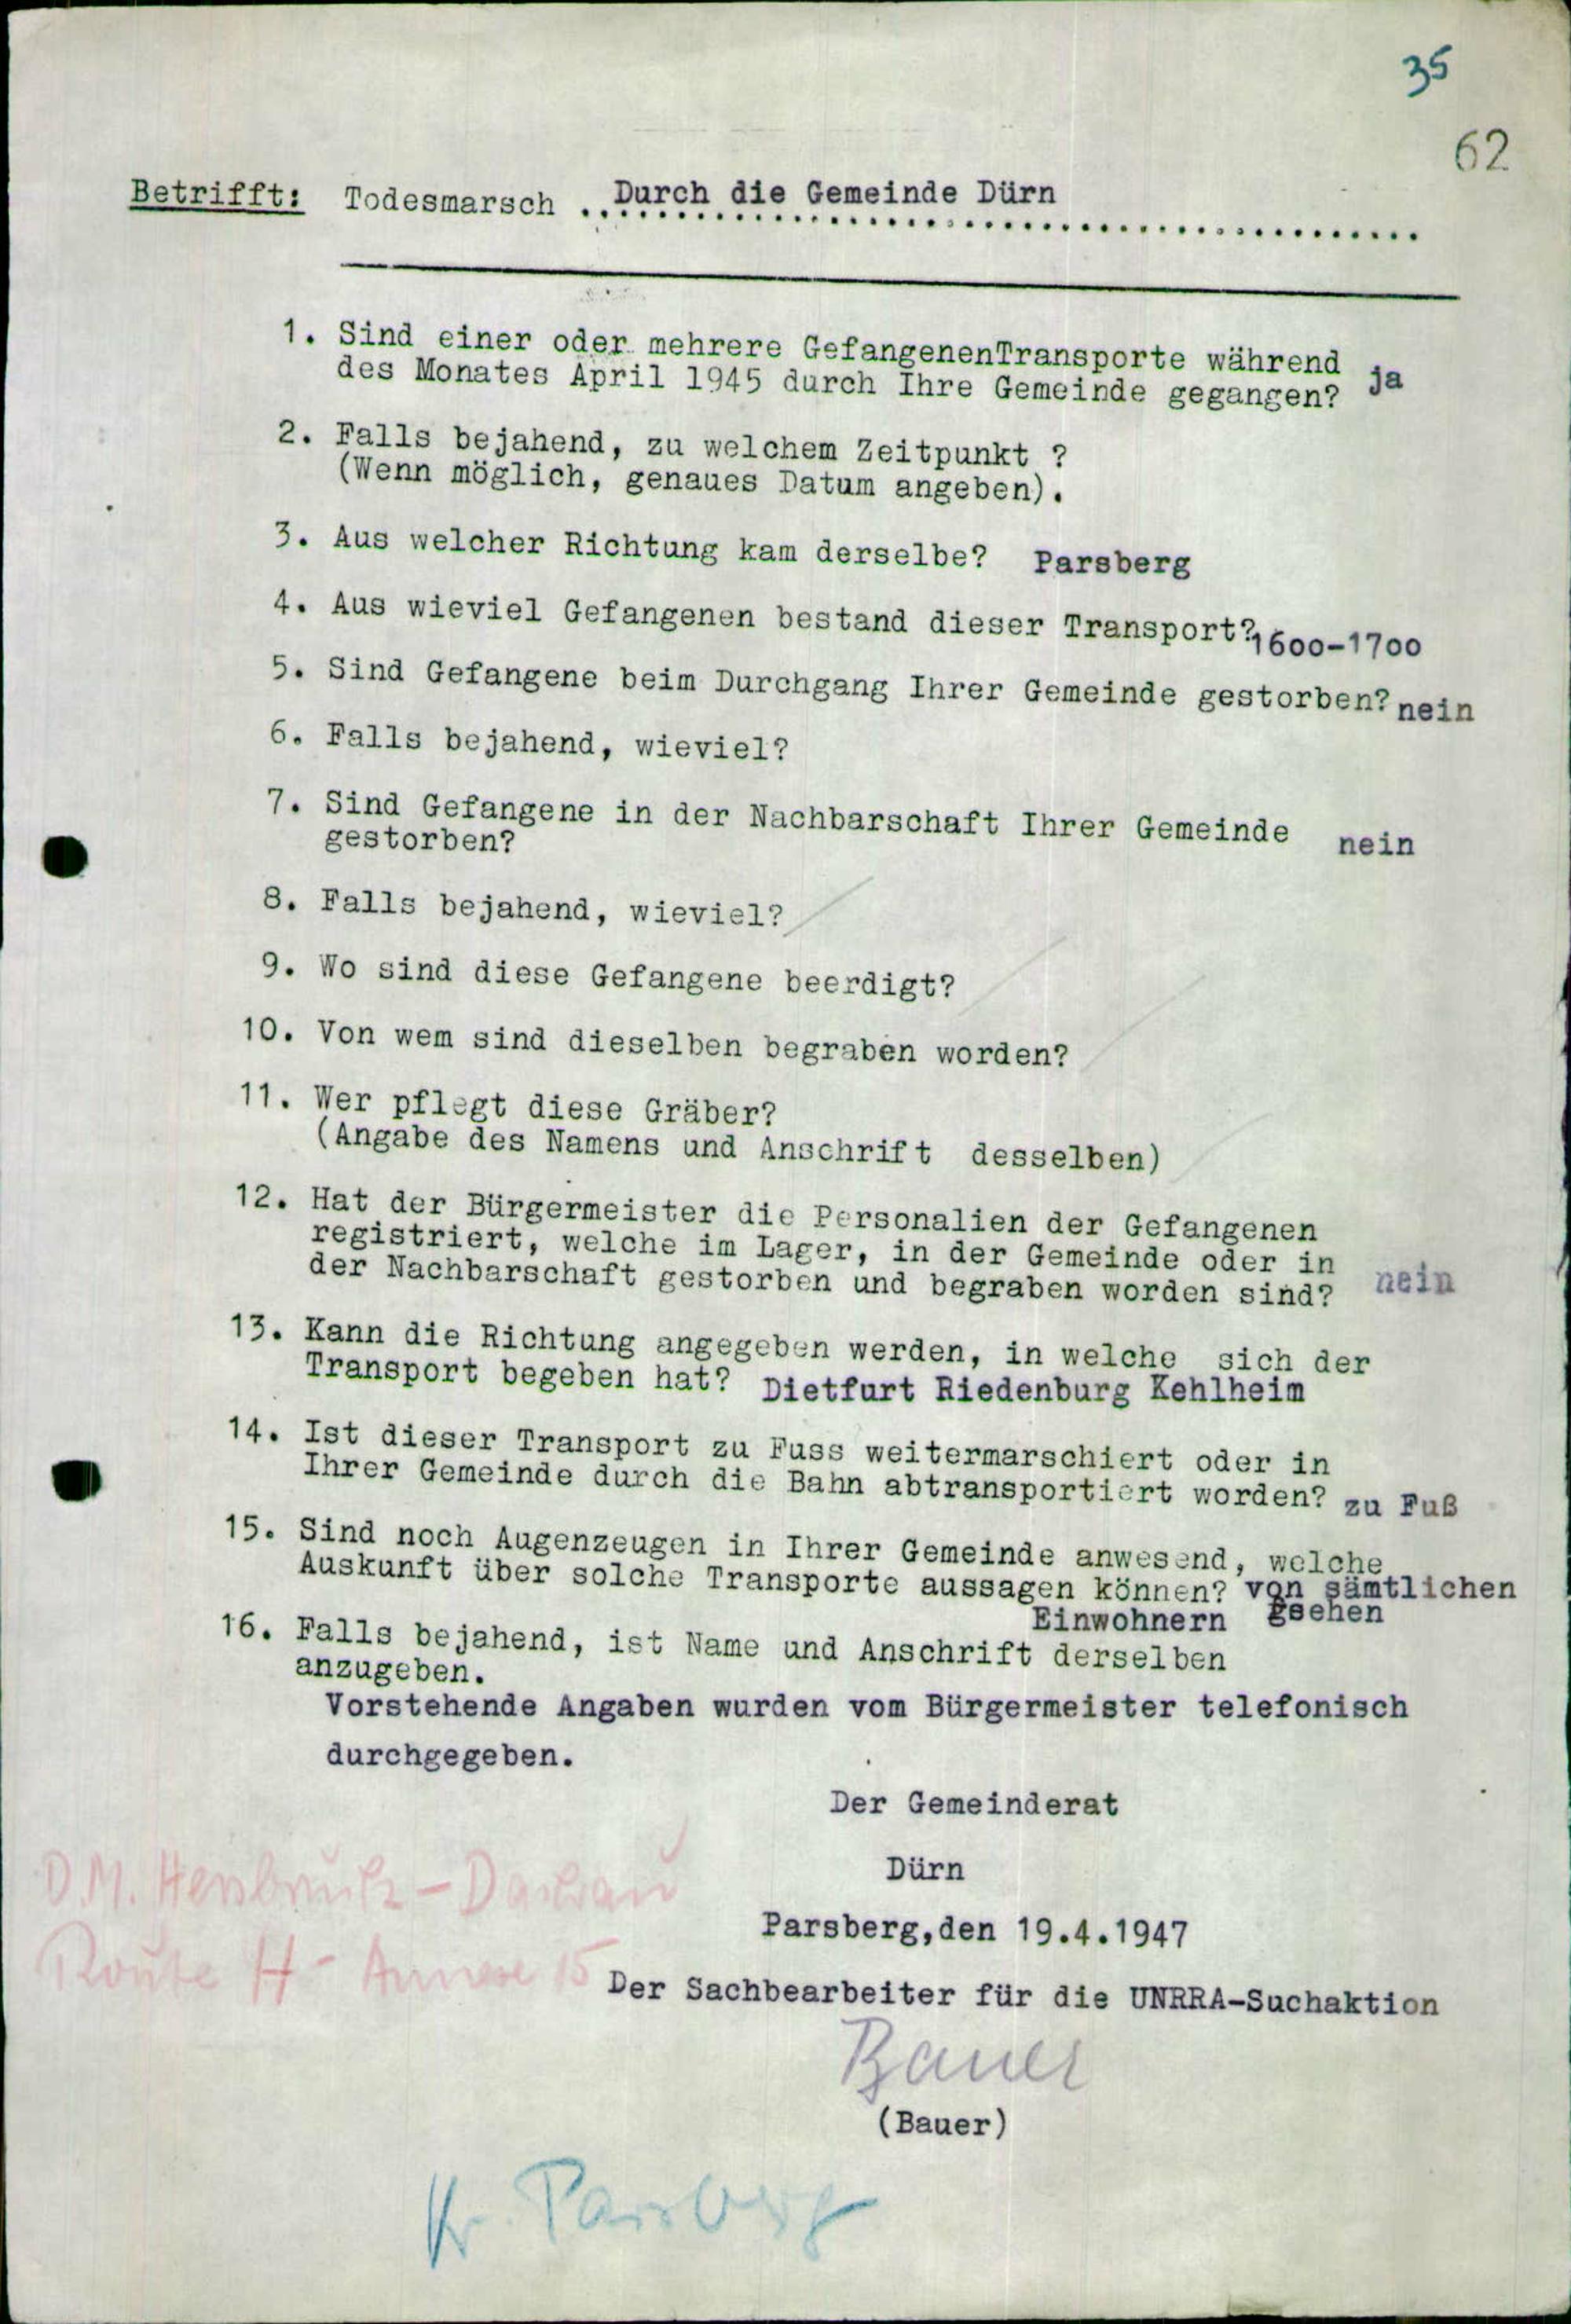 35
62
Betrifft: Todesmarsch ..Durch die Gemeinde Dürn
1. Sind einer oder mehrere GefangenenTransporte während
des Monates April 1945 durch Ihre Gemeinde gegangen? ja
2. Falls bejahend, zu welchem Zeitpunkt ?
(Wenn möglich, genaues Datum angeben).
3. Aus welcher Richtung kam derselbe? Parsberg
4. Aus wieviel Gefangenen bestand dieser Transport? 1600-1700
5. Sind Gefangene beim Durchgang Ihrer Gemeinde gestorben? nein
6. Falls bejahend, wieviel?
7. Sind Gefangene in der Nachbarschaft Ihrer Gemeinde
gestorben? nein
8. Falls bejahend, wieviel?
9. Wo sind diese Gefangene beerdigt?
10. Von wem sind dieselben begraben worden?
11. Wer pflegt diese Gräber?
(Angabe des Namens und Anschrift desselben)
12. Hat der Bürgermeister die Personalien der Gefangenen
registriert, welche im Lager, in der Gemeinde oder in
der Nachbarschaft gestorben und begraben worden sind? nein
13. Kann die Richtung angegeben werden, in welche sich der
Transport begeben hat? Dietfurt Riedenburg Kehlheim
14. Ist dieser Transport zu Fuss weitermarschiert oder in
Ihrer Gemeinde durch die Bahn abtransportiert worden? zu Fuß
15. Sind noch Augenzeugen in Ihrer Gemeinde anwesend, welche
Auskunft über solche Transporte aussagen können? von sämtlichen
Einwohnern gsehen
16. Falls bejahend, ist Name und Anschrift derselben
anzugeben.
Vorstehende Angaben wurden vom Bürgermeister telefonisch
durchgegeben.
Der Gemeinderat
Dürn
D.M. Hersbruck - Dachau
Parsberg,den 19.4.1947
Route H - Annexe 15
Der Sachbearbeiter für die UNRRA-Suchaktion
Bauer
(Bauer)
Kr. Parsberg